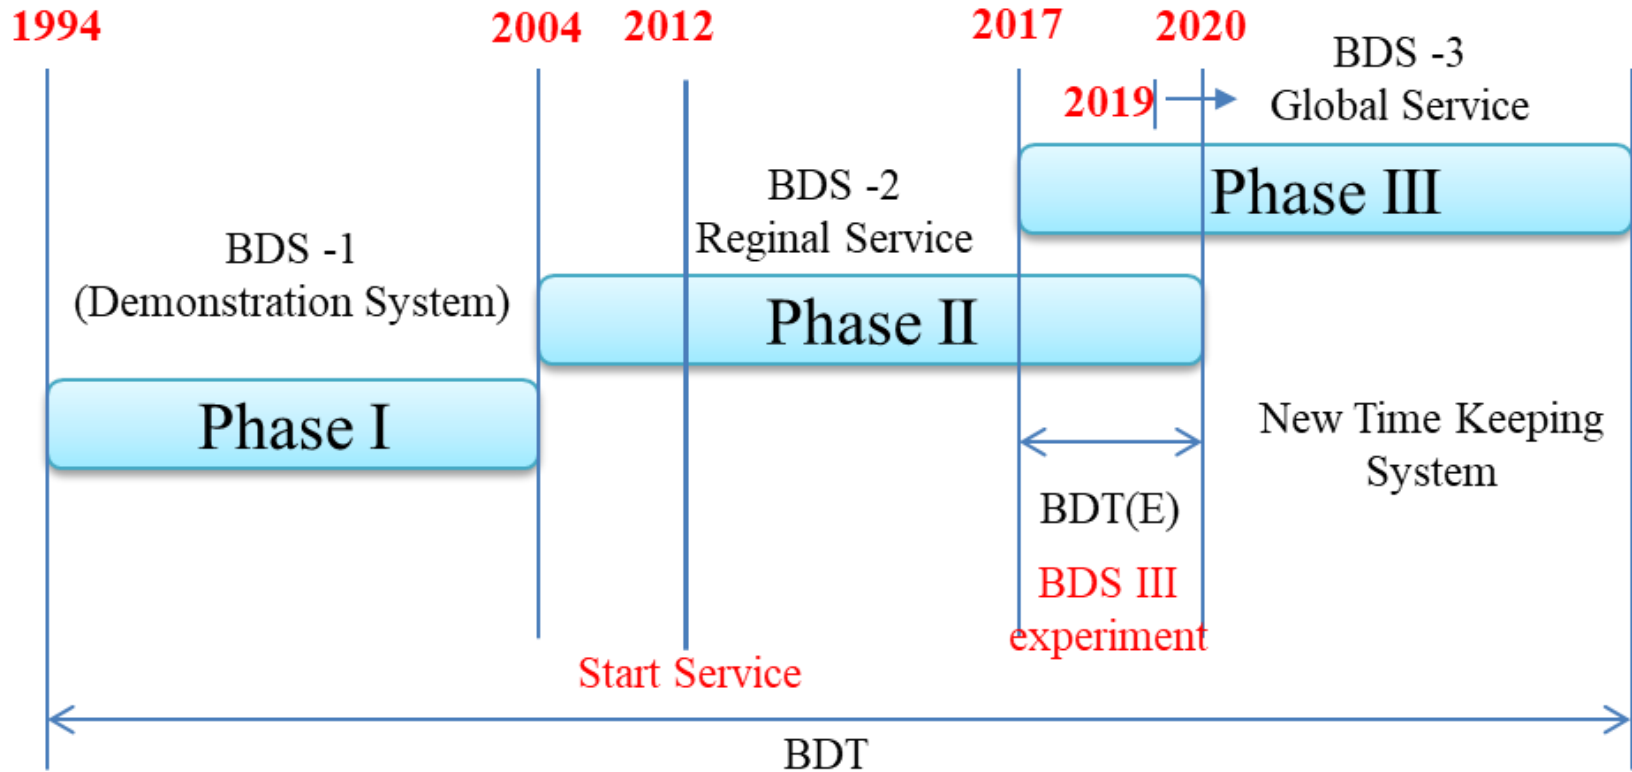 1994
2004
2012
2017
2020
2019
BDS -3
Global Service
Phase III
BDS -2
Reginal Service
Phase II
BDS -1
(Demonstration System)
Phase I
New Time Keeping
System
BDT(E)
BDS III
experiment
Start Service
BDT